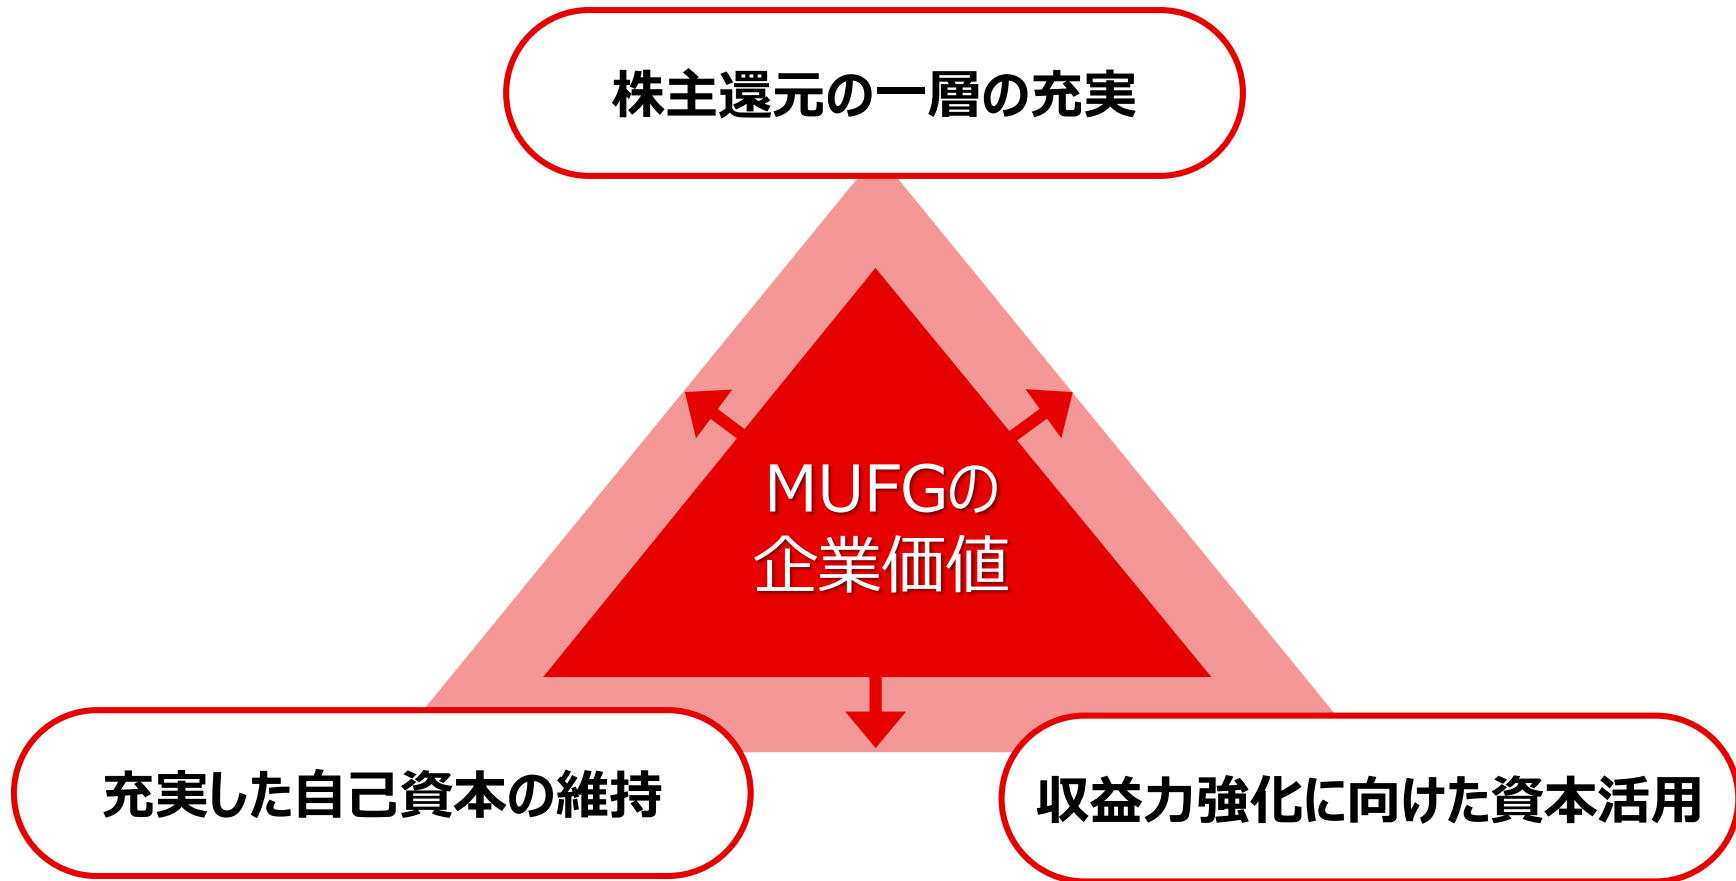 株主還元の一層の充実
MUFGの
企業価値
充実した自己資本の維持
収益力強化に向けた資本活用